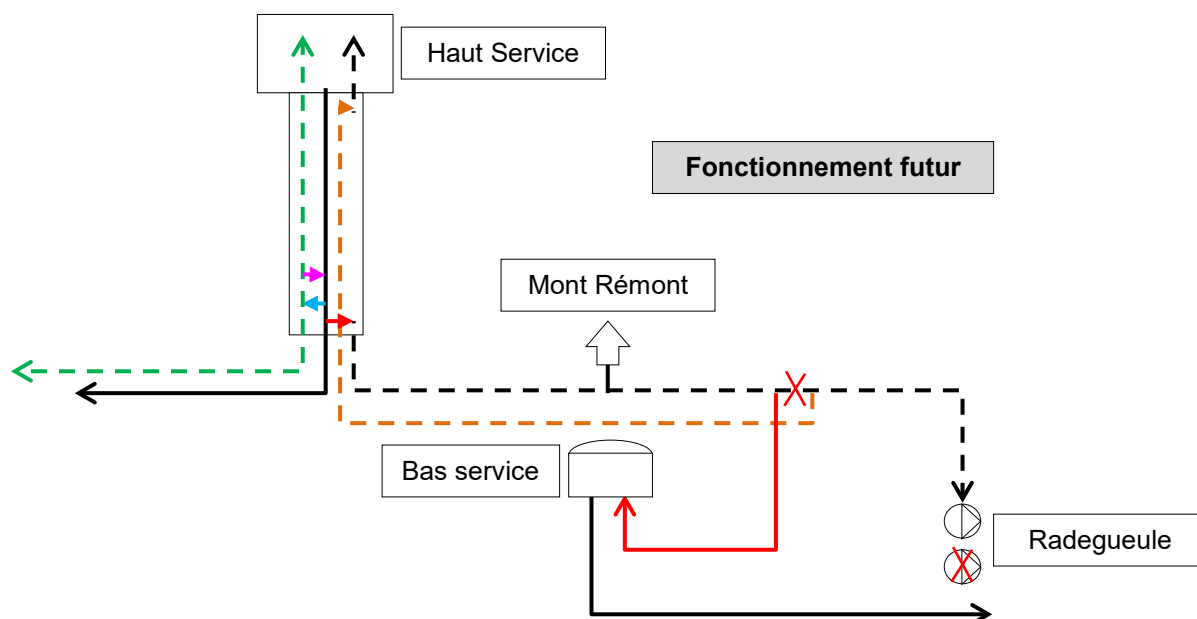 Haut Service
Fonctionnement futur
Mont Rémont
Bas service
Radegueule